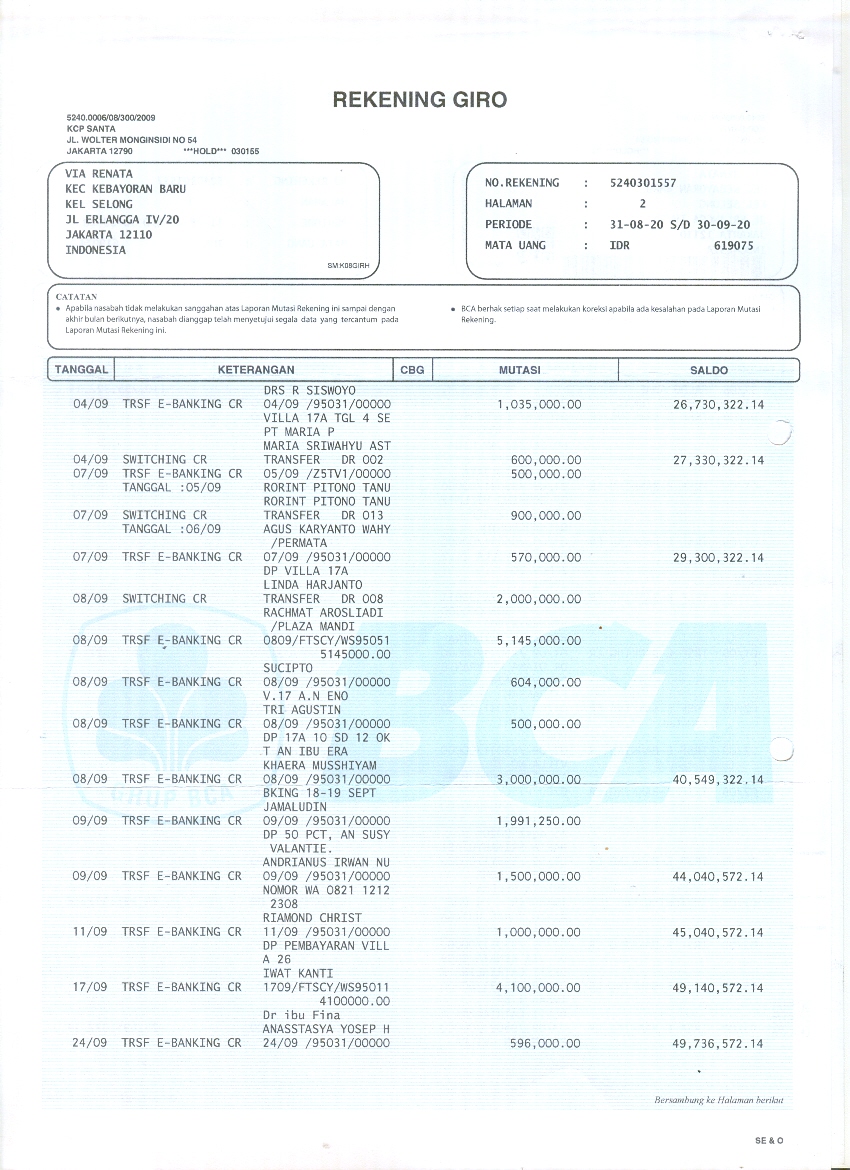 REKENING GIRO
5240.0006/08/300/2009
KCP SANTA
JL. WOLTER MONGINSIDI NO 54
JAKARTA 12790 ***HOLD*** 030155
VIA RENATA
KEC KEBAYORAN BARU
KEL SELONG
JL ERLANGGA IV/20
JAKARTA 12110
INDONESIA
SM:K08GIRH
NO.REKENING : 5240301557
HALAMAN : 2
PERIODE : 31-08-20 S/D 30-09-20
MATA UANG : IDR 619075
CATATAN
• Apabila nasabah tidak melakukan sanggahan atas Laporan Mutasi Rekening ini sampai dengan
akhir bulan berikutnya, nasabah dianggap telah menyetujui segala data yang tercantum pada
Laporan Mutasi Rekening ini.
• BCA berhak setiap saat melakukan koreksi apabila ada kesalahan pada Laporan Mutasi
Rekening.
TANGGAL KETERANGAN CBG MUTASI SALDO
DRS R SISWOYO
04/09 TRSF E-BANKING CR 04/09 /95031/00000 1,035,000.00 26,730,322.14
VILLA 17A TGL 4 SE
PT MARIA P
MARIA SRIWAHYU AST
04/09 SWITCHING CR TRANSFER DR 002 600,000.00 27,330,322.14
07/09 TRSF E-BANKING CR 05/09 /Z5TV1/00000 500,000.00
TANGGAL :05/09 RORINT PITONO TANU
RORINT PITONO TANU
07/09 SWITCHING CR TRANSFER DR 013 900,000.00
TANGGAL :06/09 AGUS KARYANTO WAHY
/PERMATA
07/09 TRSF E-BANKING CR 07/09 /95031/00000 570,000.00 29,300,322.14
DP VILLA 17A
LINDA HARJANTO
08/09 SWITCHING CR TRANSFER DR 008 2,000,000.00
RACHMAT AROSLIADI
/PLAZA MANDI
08/09 TRSF E-BANKING CR 0809/FTSCY/WS95051 5,145,000.00
5145000.00
SUCIPTO
08/09 TRSF E-BANKING CR 08/09 /95031/00000 604,000.00
V.17 A.N ENO
TRI AGUSTIN
08/09 TRSF E-BANKING CR 08/09 /95031/00000 500,000.00
DP 17A 10 SD 12 OK
T AN IBU ERA
KHAERA MUSSHIYAM
08/09 TRSF E-BANKING CR 08/09 /95031/00000 3,000,000.00 40,549,322.14
BKING 18-19 SEPT
JAMALUDIN
09/09 TRSF E-BANKING CR 09/09 /95031/00000 1,991,250.00
DP 50 PCT, AN SUSY
VALANTIE.
ANDRIANUS IRWAN NU
09/09 TRSF E-BANKING CR 09/09 /95031/00000 1,500,000.00 44,040,572.14
NOMOR WA 0821 1212
2308
RIAMOND CHRIST
11/09 TRSF E-BANKING CR 11/09 /95031/00000 1,000,000.00 45,040,572.14
DP PEMBAYARAN VILL
A 26
IWAT KANTI
17/09 TRSF E-BANKING CR 1709/FTSCY/WS95011 4,100,000.00 49,140,572.14
4100000.00
Dr ibu Fina
ANASSTASYA YOSEP H
24/09 TRSF E-BANKING CR 24/09 /95031/00000 596,000.00 49,736,572.14
BCA
GRUP BCA
Bersambung ke Halaman berikut
SE & O